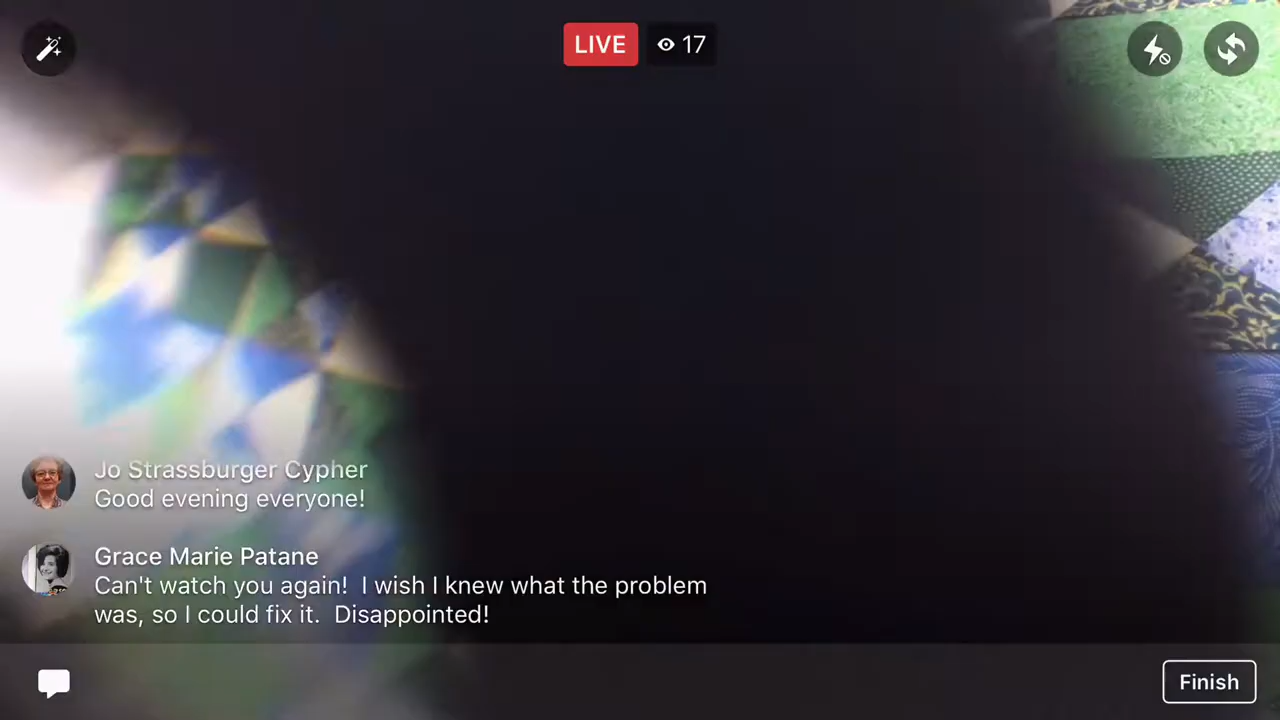 LIVE 17
Jo Strassburger Cypher
Good evening everyone!
Grace Marie Patane
Can't watch you again!  I wish I knew what the problem
was, so I could fix it.  Disappointed!
Finish